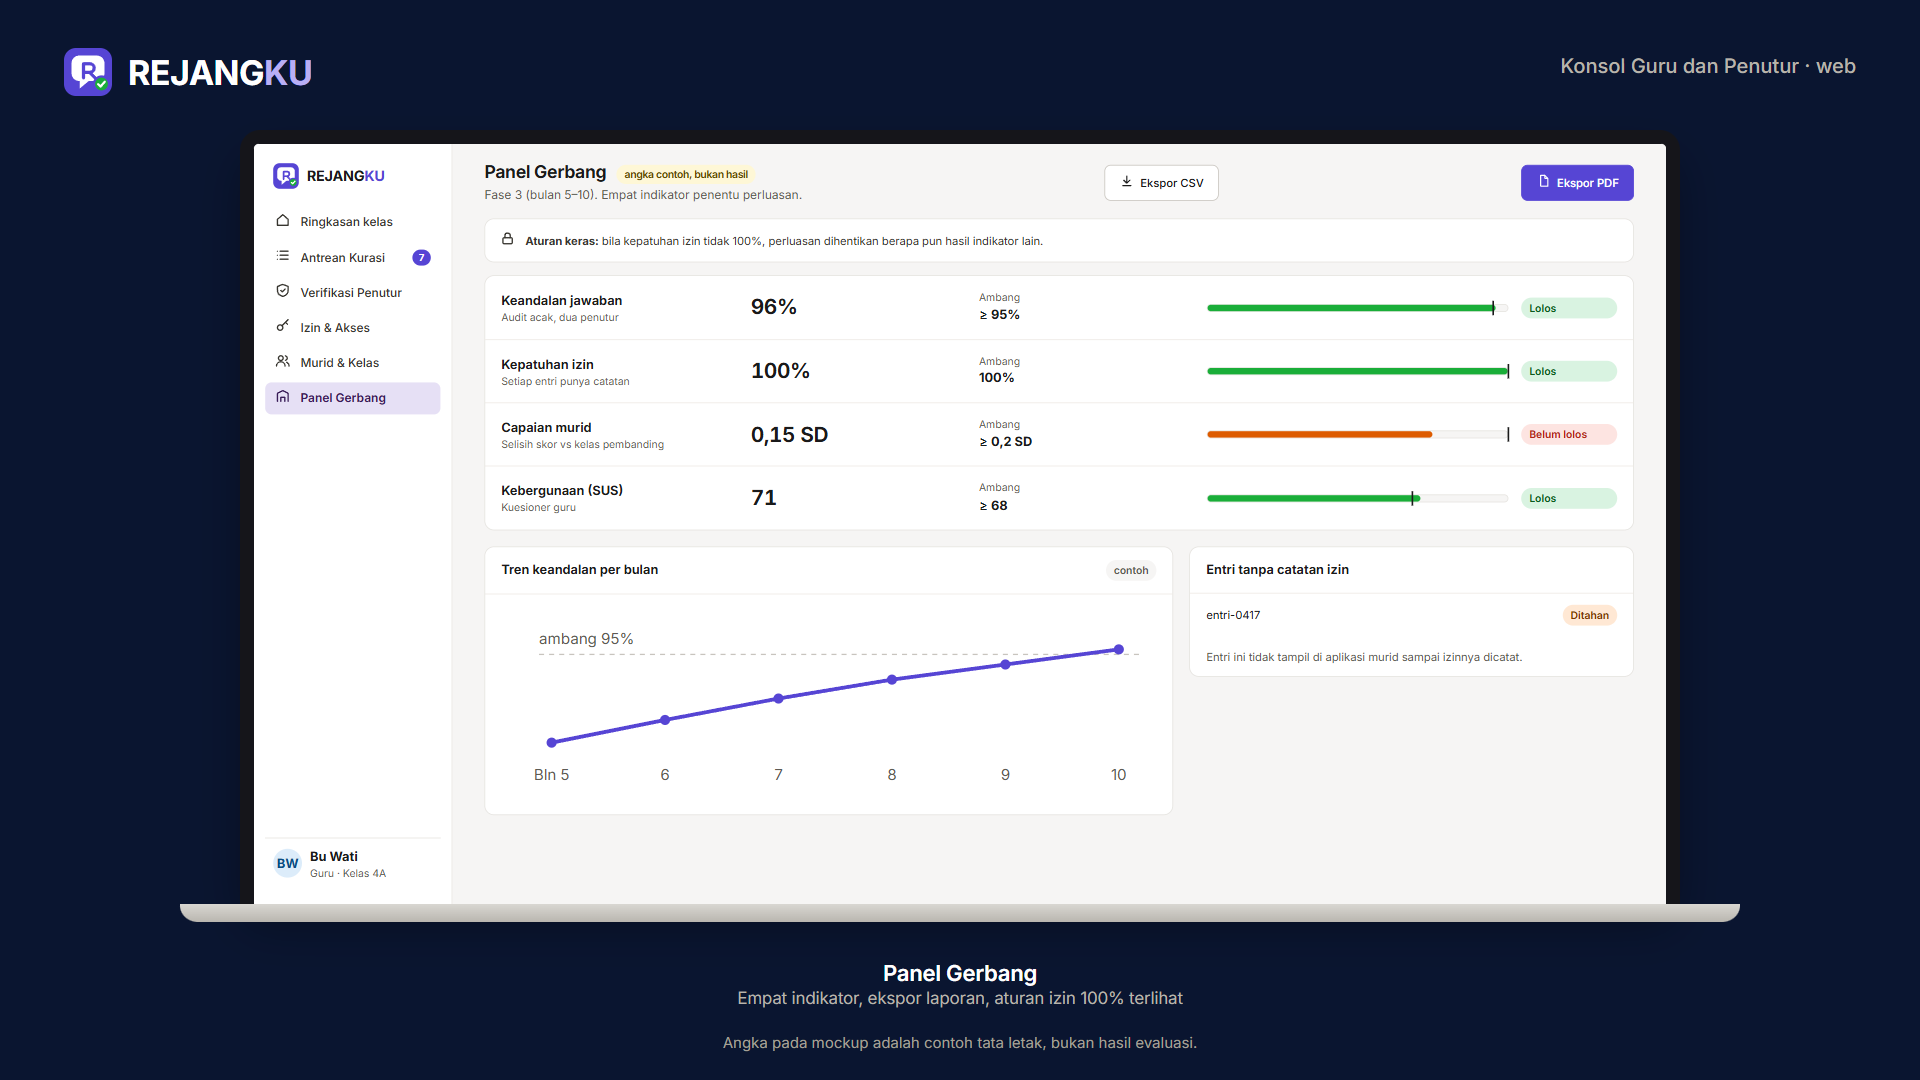 REJANGKU
Konsol Guru dan Penutur · web
REJANGKU
Ringkasan kelas
Antrean Kurasi 7
Verifikasi Penutur
Izin & Akses
Murid & Kelas
Panel Gerbang
BW
Bu Wati
Guru · Kelas 4A
Panel Gerbang angka contoh, bukan hasil
Fase 3 (bulan 5–10). Empat indikator penentu perluasan.
Ekspor CSV
Ekspor PDF
Aturan keras: bila kepatuhan izin tidak 100%, perluasan dihentikan berapa pun hasil indikator lain.
Keandalan jawaban
Audit acak, dua penutur
96%
Ambang
≥ 95%
Lolos
Kepatuhan izin
Setiap entri punya catatan
100%
Ambang
100%
Lolos
Capaian murid
Selisih skor vs kelas pembanding
0,15 SD
Ambang
≥ 0,2 SD
Belum lolos
Kebergunaan (SUS)
Kuesioner guru
71
Ambang
≥ 68
Lolos
Tren keandalan per bulan
contoh
ambang 95%
Bln 5 6 7 8 9 10
Entri tanpa catatan izin
entri-0417 Ditahan
Entri ini tidak tampil di aplikasi murid sampai izinnya dicatat.
Panel Gerbang
Empat indikator, ekspor laporan, aturan izin 100% terlihat
Angka pada mockup adalah contoh tata letak, bukan hasil evaluasi.